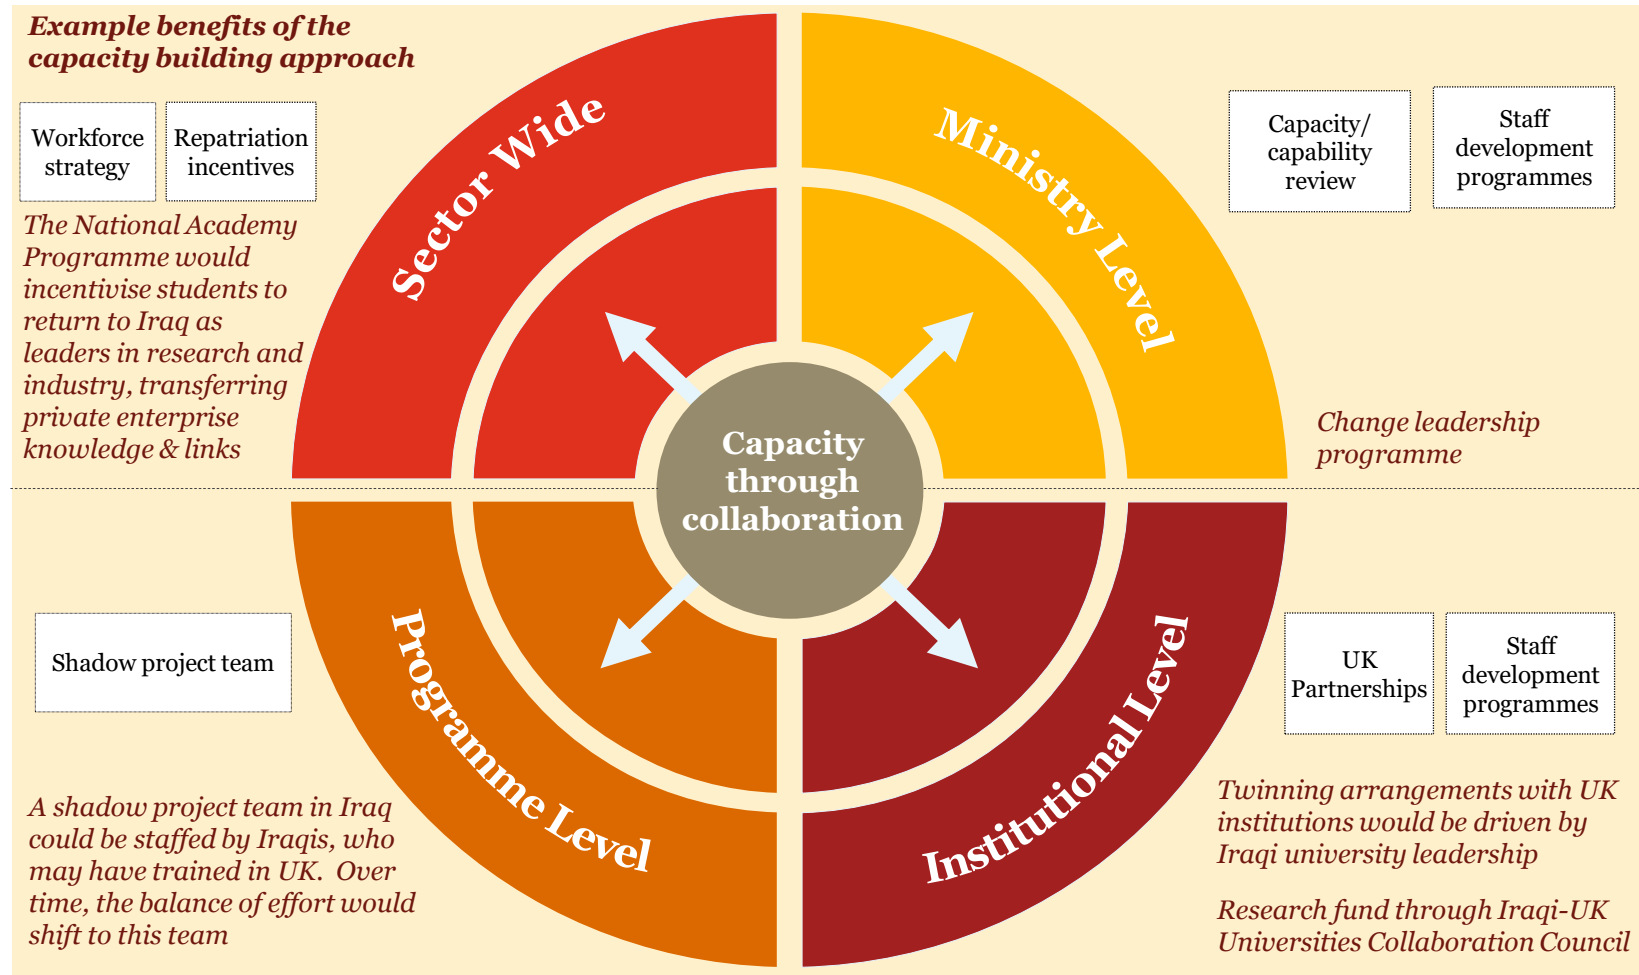 Example benefits of the
capacity building approach
Workforce
strategy
Repatriation
incentives
The National Academy
Programme would
incentivise students to
return to Iraq as
leaders in research and
industry, transferring
private enterprise
knowledge & links
Sector Wide
Ministry Level
Capacity/
capability
review
Staff
development
programmes
Change leadership
programme
Capacity
through
collaboration
Shadow project team
A shadow project team in Iraq
could be staffed by Iraqis, who
may have trained in UK.  Over
time, the balance of effort would
shift to this team
Programme Level
Institutional Level
UK
Partnerships
Staff
development
programmes
Twinning arrangements with UK
institutions would be driven by
Iraqi university leadership
Research fund through Iraqi-UK
Universities Collaboration Council